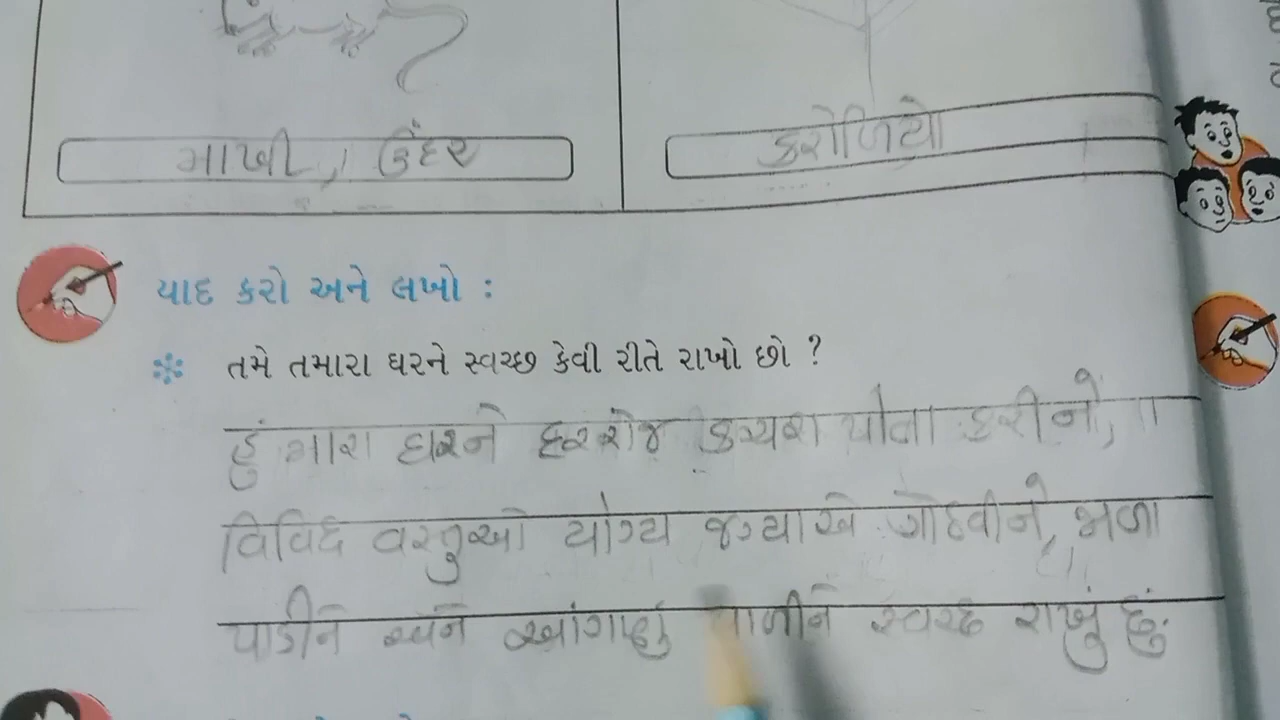 માખી, ઉંદર
કરોળિયો
યાદ કરો અને લખો :
તમે તમારા ઘરને સ્વચ્છ કેવી રીતે રાખો છો ?
હું મારા ઘરને દરરોજ કચરા પોતા કરીને,
વિવિધ વસ્તુઓ યોગ્ય જગ્યાએ ગોઠવીને, જાળા
પાડીને અને આંગણું વાળીને સ્વચ્છ રાખું છું.